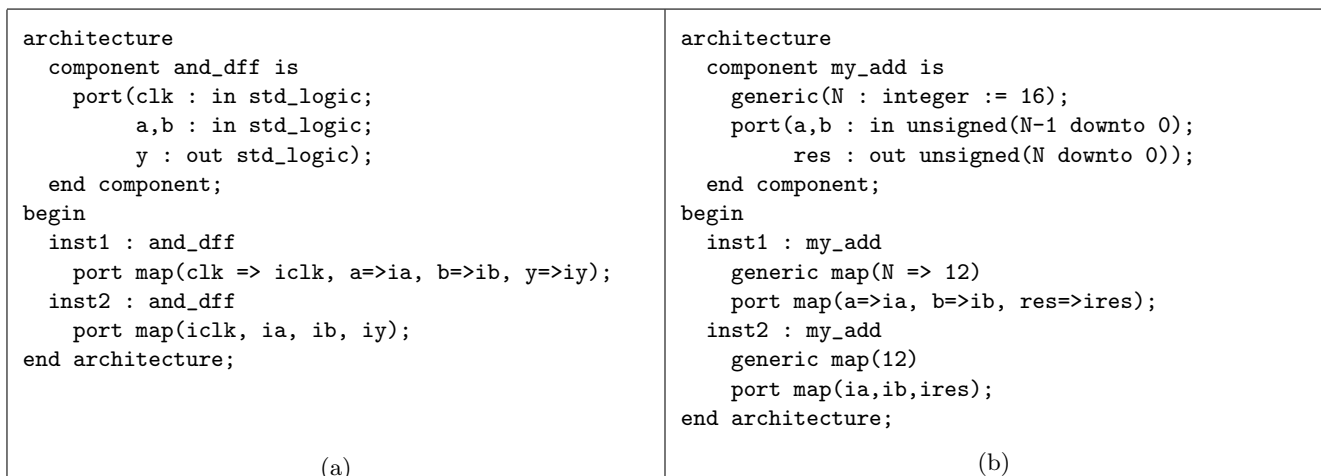 architecture
  component and_dff is
    port(clk : in std_logic;
         a,b : in std_logic;
         y : out std_logic);
  end component;
begin
  inst1 : and_dff
    port map(clk => iclk, a=>ia, b=>ib, y=>iy);
  inst2 : and_dff
    port map(iclk, ia, ib, iy);
end architecture;
(a)
architecture
  component my_add is
    generic(N : integer := 16);
    port(a,b : in unsigned(N-1 downto 0);
         res : out unsigned(N downto 0));
  end component;
begin
  inst1 : my_add
    generic map(N => 12)
    port map(a=>ia, b=>ib, res=>ires);
  inst2 : my_add
    generic map(12)
    port map(ia,ib,ires);
end architecture;
(b)